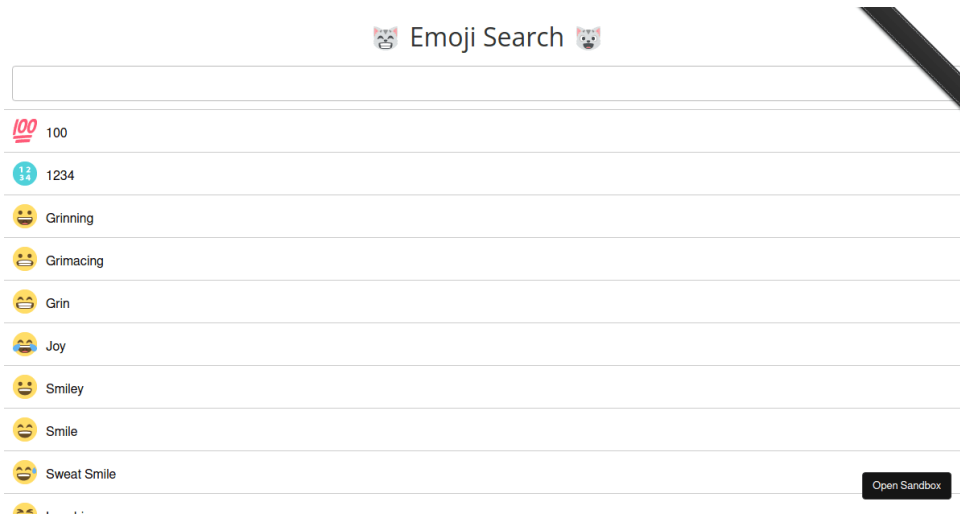 Emoji Search
100
1234
Grinning
Grimacing
Grin
Joy
Smiley
Smile
Sweat Smile
Open Sandbox